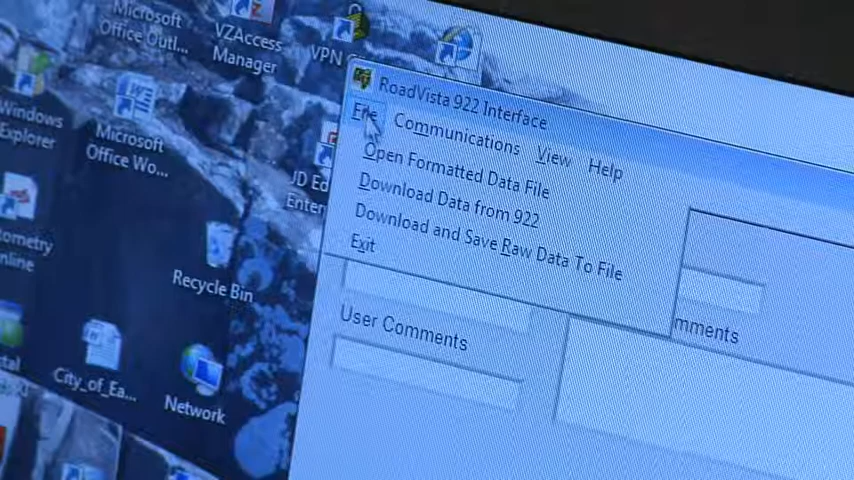 Microsoft
Office Outl...
VZAccess
Manager
VPN
Windows
Explorer
Microsoft
Office Wo...
JD Ed
Enter
Recycle Bin
City_of_Ea...
Network
RoadVista 922 Interface
File Communications View Help
Open Formatted Data File
Download Data from 922
Download and Save Raw Data To File
Exit
User Comments
mments